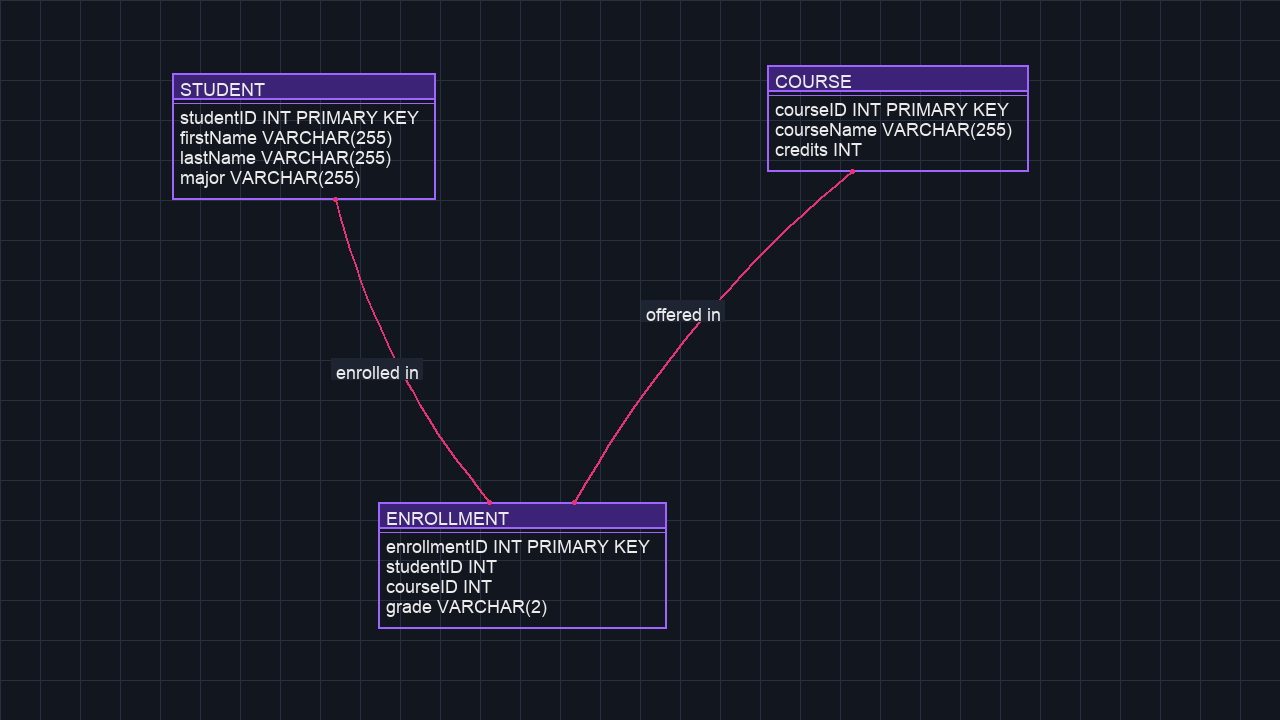 STUDENT
studentID INT PRIMARY KEY
firstName VARCHAR(255)
lastName VARCHAR(255)
major VARCHAR(255)
COURSE
courseID INT PRIMARY KEY
courseName VARCHAR(255)
credits INT
offered in
enrolled in
ENROLLMENT
enrollmentID INT PRIMARY KEY
studentID INT
courseID INT
grade VARCHAR(2)